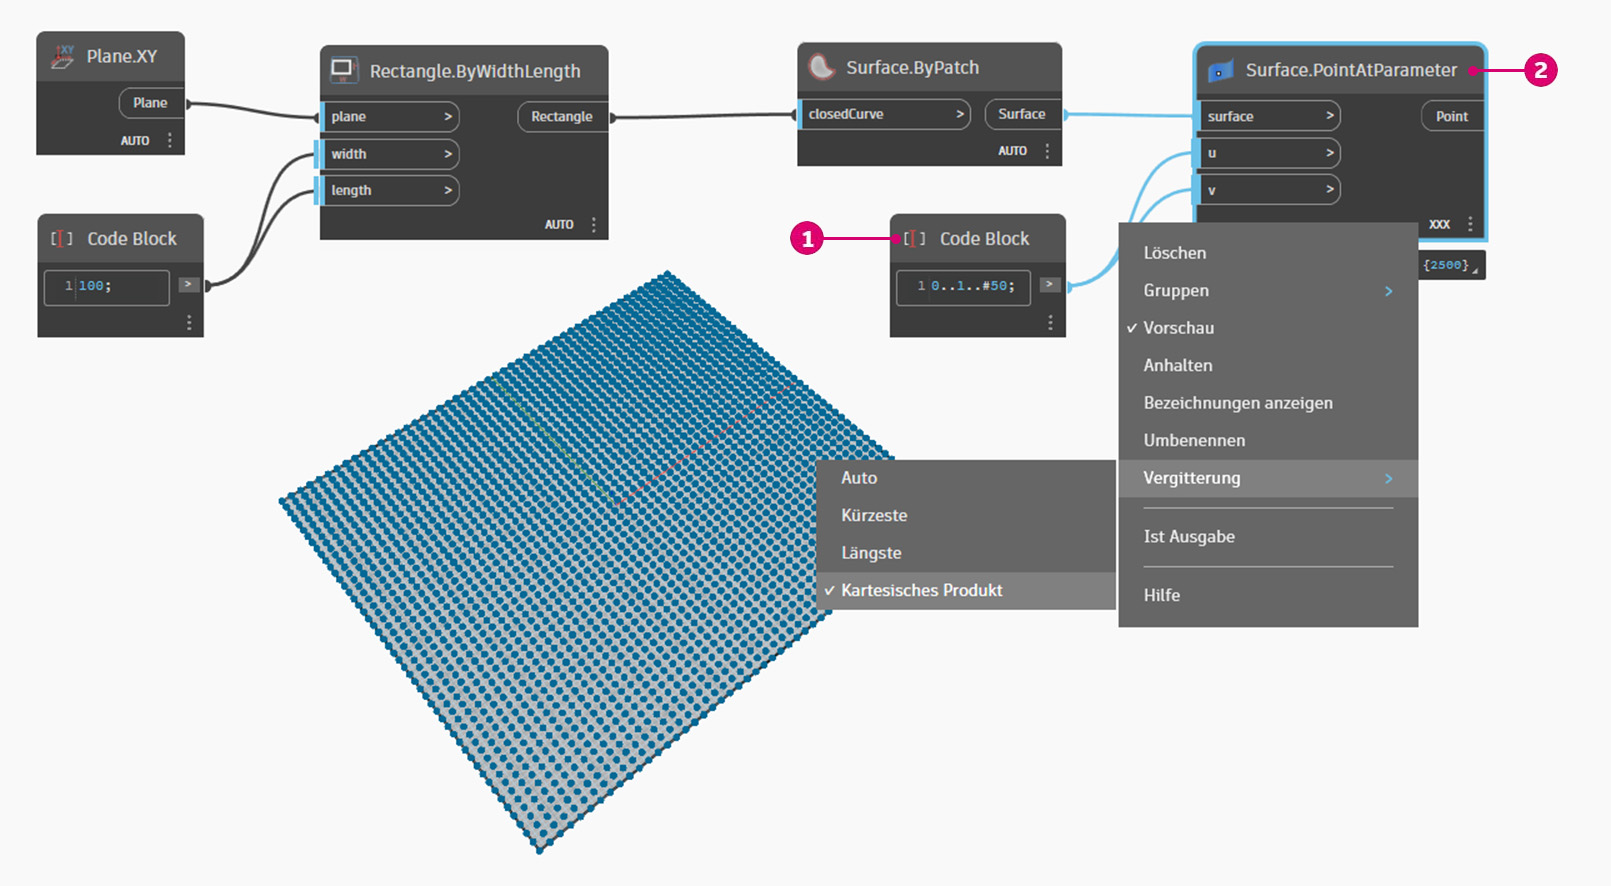 Plane.XY
Plane
AUTO
Rectangle.ByWidthLength
plane >
Rectangle
width >
length >
AUTO
Surface.ByPatch
closedCurve >
Surface
AUTO
Surface.PointAtParameter
2
surface >
Point
u >
v >
XXX
{2500}
Code Block
1 100;
>
1
Code Block
1 0..1..#50;
>
Löschen
Gruppen >
✓ Vorschau
Anhalten
Bezeichnungen anzeigen
Umbenennen
Vergitterung >
Ist Ausgabe
Hilfe
Auto
Kürzeste
Längste
✓ Kartesisches Produkt